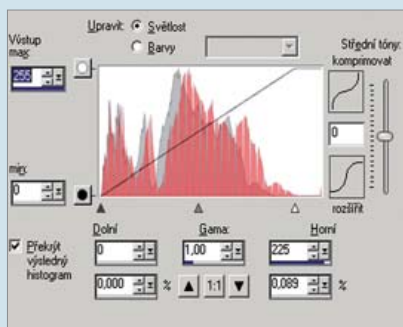 Upravit: Světlost
Barvy
Výstup
max:
255
Střední tóny:
komprimovat
0
min:
0
rozšířit
Dolní Gama: Horní
0 1,00 225
Překrýt
výsledný
histogram
0,000 % 1:1 0,089 %